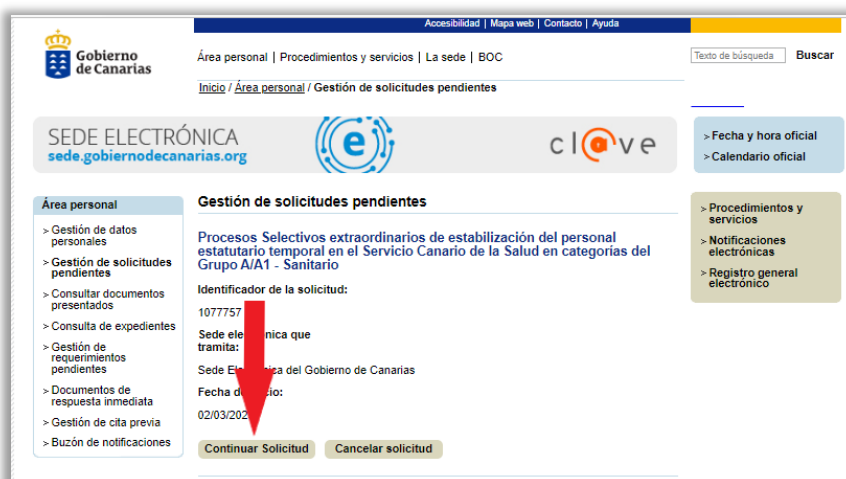 Accesibilidad | Mapa web | Contacto | Ayuda
Gobierno
de Canarias
Área personal | Procedimientos y servicios | La sede | BOC
Texto de búsqueda
Buscar
Inicio / Área personal / Gestión de solicitudes pendientes
SEDE ELECTRÓNICA
sede.gobiernodecanarias.org
e
cl@ve
> Fecha y hora oficial
> Calendario oficial
Área personal
> Gestión de datos
personales
> Gestión de solicitudes
pendientes
> Consultar documentos
presentados
> Consulta de expedientes
> Gestión de
requerimientos
pendientes
> Documentos de
respuesta inmediata
> Gestión de cita previa
> Buzón de notificaciones
Gestión de solicitudes pendientes
Procesos Selectivos extraordinarios de estabilización del personal
estatutario temporal en el Servicio Canario de la Salud en categorías del
Grupo A/A1 - Sanitario
Identificador de la solicitud:
1077757
Sede que
tramita:
Sede del Gobierno de Canarias
Fecha
Continuar Solicitud
Cancelar solicitud
> Procedimientos y
servicios
> Notificaciones
electrónicas
> Registro general
electrónico